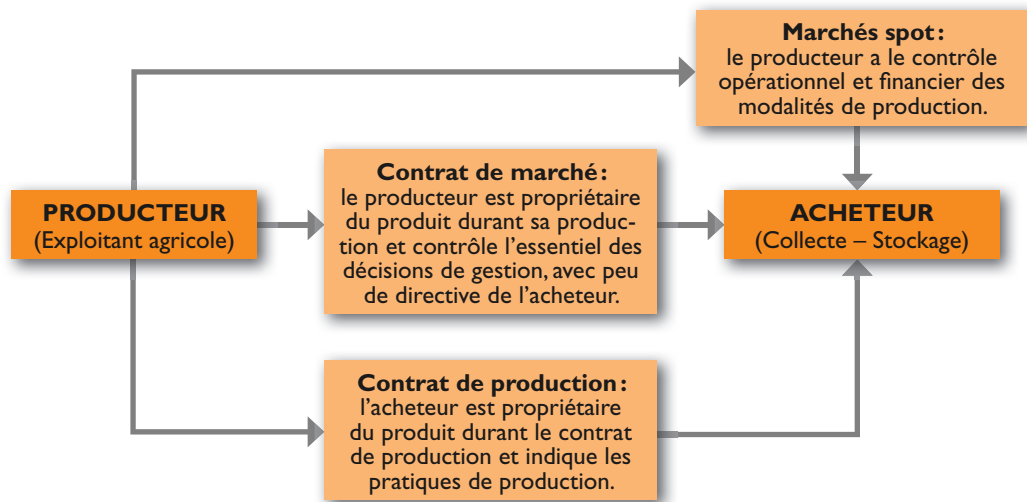 Marchés spot :
le producteur a le contrôle
opérationnel et financier des
modalités de production.
Contrat de marché :
le producteur est propriétaire
du produit durant sa produc-
tion et contrôle l’essentiel des
décisions de gestion, avec peu
de directive de l’acheteur.
PRODUCTEUR
(Exploitant agricole)
ACHETEUR
(Collecte – Stockage)
Contrat de production :
l’acheteur est propriétaire
du produit durant le contrat
de production et indique les
pratiques de production.